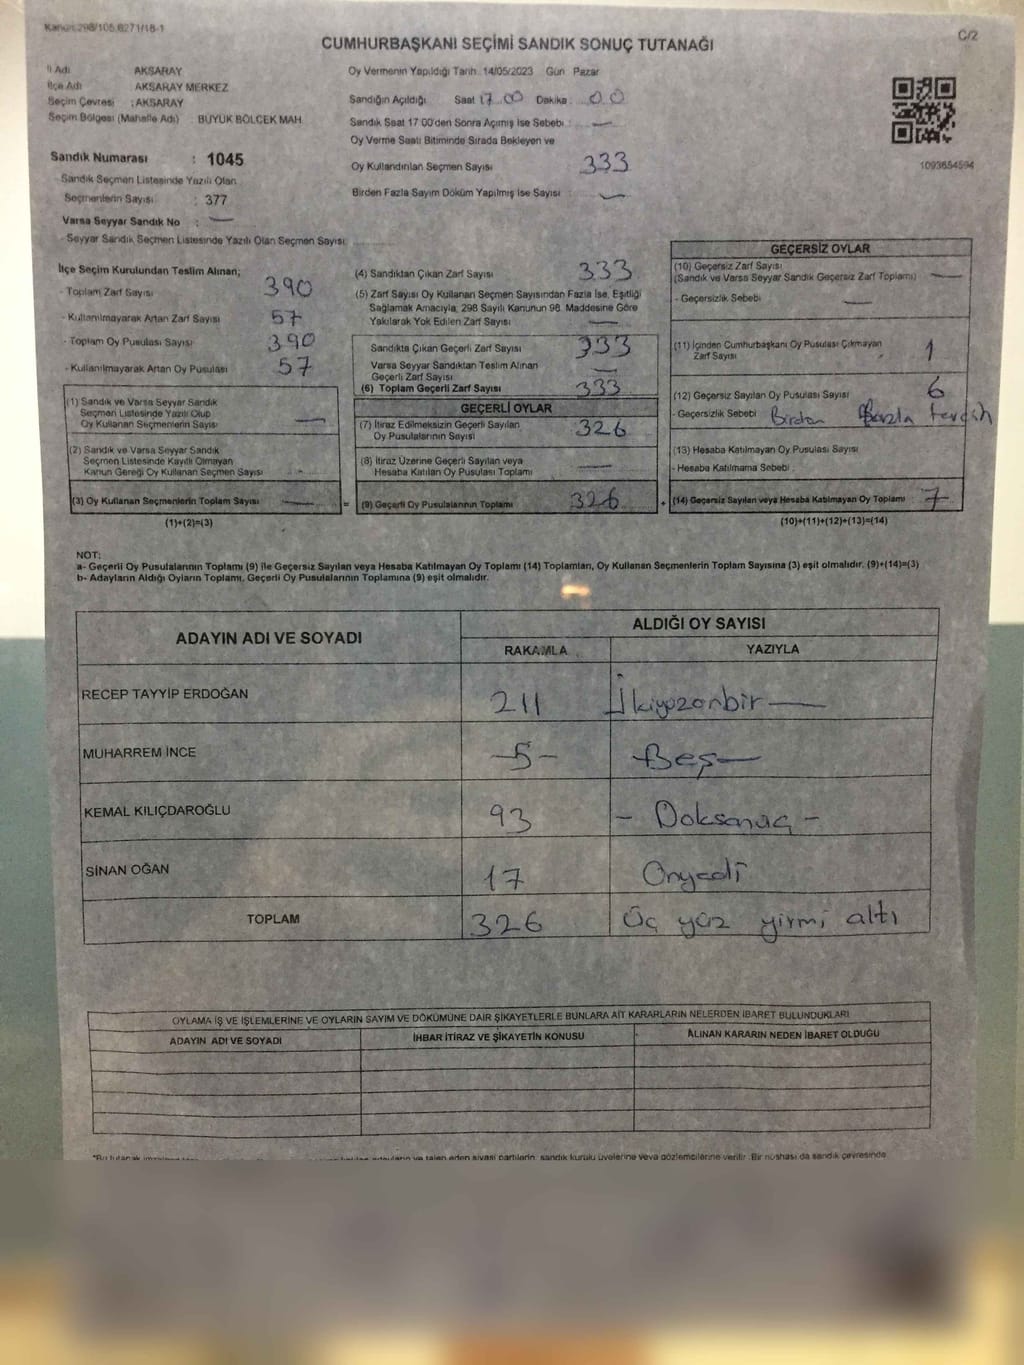 Kanun:298/105,6271/18-1
C/2
CUMHURBAŞKANI SEÇİMİ SANDIK SONUÇ TUTANAĞI
İl Adı AKSARAY
İlçe Adı AKSARAY MERKEZ
Seçim Çevresi : AKSARAY
Seçim Bölgesi (Mahalle Adı) BÜYÜK BÖLCEK MAH.
Sandık Numarası : 1045
Sandık Seçmen Listesinde Yazılı Olan
Seçmenlerin Sayısı : 377
Varsa Seyyar Sandık No : —
- Seyyar Sandık Seçmen Listesinde Yazılı Olan Seçmen Sayısı:
Oy Vermenin Yapıldığı Tarih: 14/05/2023 Gün Pazar
Sandığın Açıldığı Saat 17.00 Dakika : 00
Sandık Saat 17 00'den Sonra Açılmış İse Sebebi : —
Oy Verme Saati Bitiminde Sırada Bekleyen ve
Oy Kullandırılan Seçmen Sayısı 333
Birden Fazla Sayım Döküm Yapılmış İse Sayısı : —
1093654594
İlçe Seçim Kurulundan Teslim Alınan;
- Toplam Zarf Sayısı 390
- Kullanılmayarak Artan Zarf Sayısı 57
- Toplam Oy Pusulası Sayısı 390
- Kullanılmayarak Artan Oy Pusulası 57
(1) Sandık ve Varsa Seyyar Sandık
Seçmen Listesinde Yazılı Olup
Oy Kullanan Seçmenlerin Sayısı —
(2) Sandık ve Varsa Seyyar Sandık
Seçmen Listesinde Kayıtlı Olmayan
Kanun Gereği Oy Kullanan Seçmen Sayısı
(3) Oy Kullanan Seçmenlerin Toplam Sayısı — =
(1)+(2)=(3)
(4) Sandıktan Çıkan Zarf Sayısı 333
(5) Zarf Sayısı Oy Kullanan Seçmen Sayısından Fazla İse, Eşitliği
Sağlamak Amacıyla, 298 Sayılı Kanunun 98. Maddesine Göre
Yakılarak Yok Edilen Zarf Sayısı —
Sandıkta Çıkan Geçerli Zarf Sayısı 333
Varsa Seyyar Sandıktan Teslim Alınan
Geçerli Zarf Sayısı —
(6) Toplam Geçerli Zarf Sayısı 333
GEÇERLİ OYLAR
(7) İtiraz Edilmeksizin Geçerli Sayılan
Oy Pusulalarının Sayısı 326
(8) İtiraz Üzerine Geçerli Sayılan veya
Hesaba Katılan Oy Pusulası Toplamı —
(9) Geçerli Oy Pusulalarının Toplamı 326 +
GEÇERSİZ OYLAR
(10) Geçersiz Zarf Sayısı
(Sandık ve Varsa Seyyar Sandık Geçersiz Zarf Toplamı) —
- Geçersizlik Sebebi —
(11) İçinden Cumhurbaşkanı Oy Pusulası Çıkmayan
Zarf Sayısı 1
(12) Geçersiz Sayılan Oy Pusulası Sayısı 6
- Geçersizlik Sebebi Birden fazla tercih
(13) Hesaba Katılmayan Oy Pusulası Sayısı
- Hesaba Katılmama Sebebi :
(14) Geçersiz Sayılan veya Hesaba Katılmayan Oy Toplamı : 7
(10)+(11)+(12)+(13)=(14)
NOT:
a- Geçerli Oy Pusulalarının Toplamı (9) ile Geçersiz Sayılan veya Hesaba Katılmayan Oy Toplamı (14) Toplamları, Oy Kullanan Seçmenlerin Toplam Sayısına (3) eşit olmalıdır. (9)+(14)=(3)
b- Adayların Aldığı Oyların Toplamı, Geçerli Oy Pusulalarının Toplamına (9) eşit olmalıdır.
ADAYIN ADI VE SOYADI ALDIĞI OY SAYISI
RAKAMLA YAZIYLA
RECEP TAYYİP ERDOĞAN 211 İkiyüzonbir —
MUHARREM İNCE - 5 - Beş —
KEMAL KILIÇDAROĞLU 93 - Doksanüç -
SİNAN OĞAN 17 Onyedi
TOPLAM 326 Üç yüz yirmi altı
OYLAMA İŞ VE İŞLEMLERİNE VE OYLARIN SAYIM VE DÖKÜMÜNE DAİR ŞİKAYETLERLE BUNLARA AİT KARARLARIN NELERDEN İBARET BULUNDUKLARI
ADAYIN ADI VE SOYADI İHBAR İTİRAZ VE ŞİKAYETİN KONUSU ALINAN KARARIN NEDEN İBARET OLDUĞU
*Bu tutanak adayların ve talep eden siyasi partilerin, sandık kurulu üyelerine veya gözlemcilerine verilir. Bir nüshası da sandık çevresinde